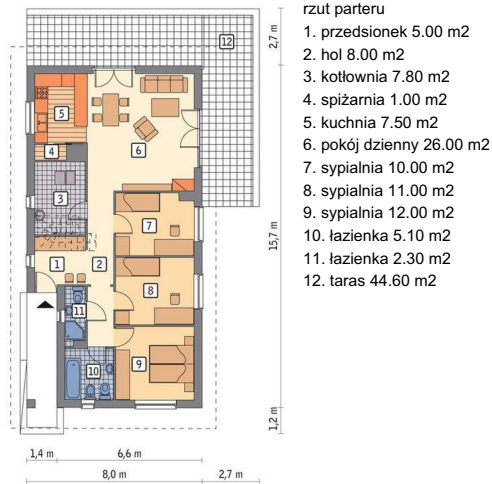 rzut parteru
1. przedsionek 5.00 m2
2. hol 8.00 m2
3. kotłownia 7.80 m2
4. spiżarnia 1.00 m2
5. kuchnia 7.50 m2
6. pokój dzienny 26.00 m2
7. sypialnia 10.00 m2
8. sypialnia 11.00 m2
9. sypialnia 12.00 m2
10. łazienka 5.10 m2
11. łazienka 2.30 m2
12. taras 44.60 m2
12
5
4
6
3
7
1
2
8
11
9
10
2,7 m
15,7 m
1,2 m
1,4 m
6,6 m
8,0 m
2,7 m